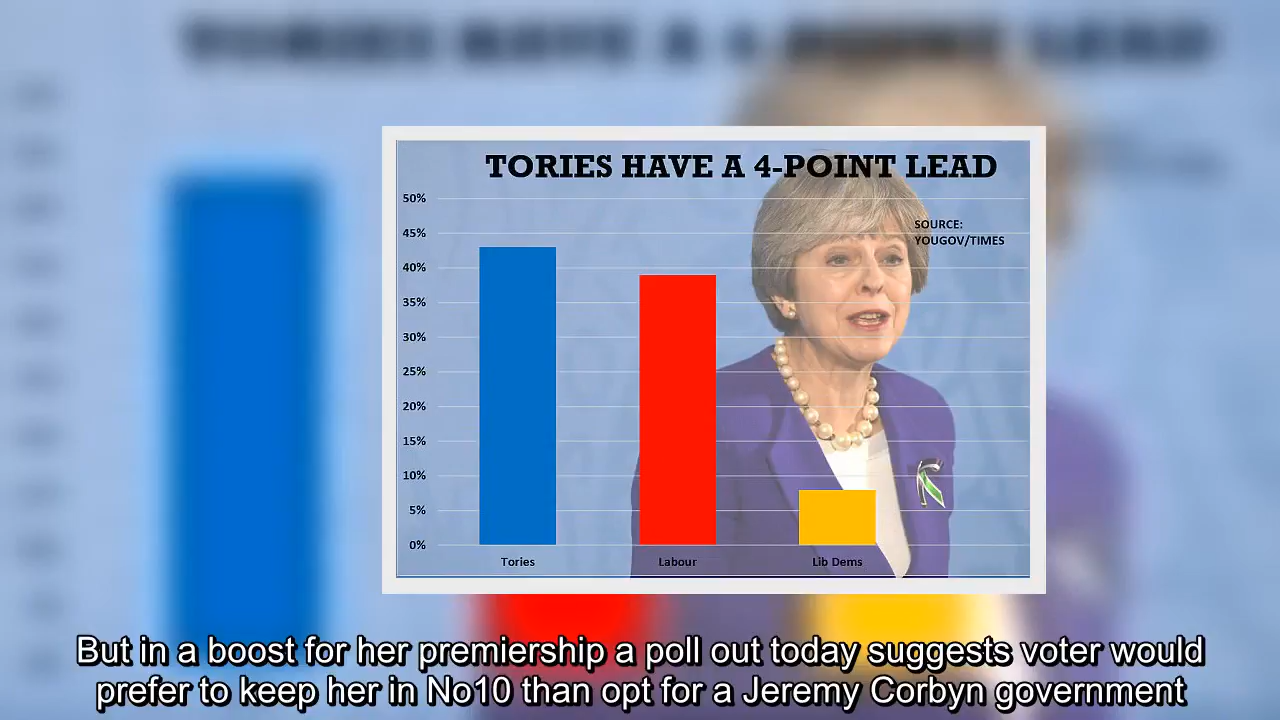 TORIES HAVE A 4-POINT LEAD
50%
SOURCE:
45%
YOUGOV/TIMES
40%
35%
30%
25%
20%
15%
10%
5%
0%
Tories Labour Lib Dems
But in a boost for her premiership a poll out today suggests voter would
prefer to keep her in No10 than opt for a Jeremy Corbyn government